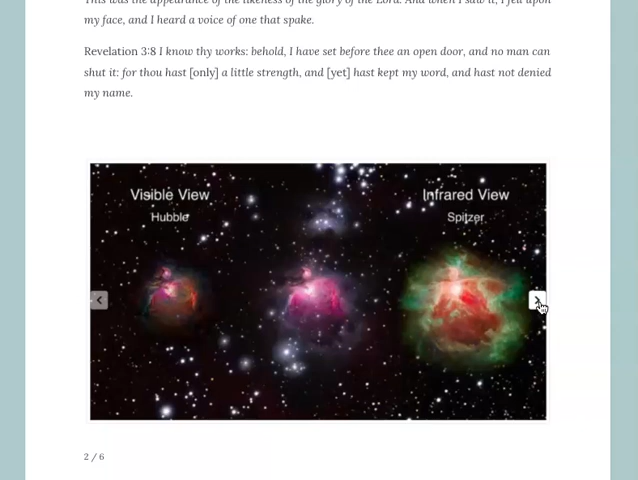 This was the appearance of the likeness of the glory of the Lord. And when I saw it, I fell upon
my face, and I heard a voice of one that spake.
Revelation 3:8 I know thy works: behold, I have set before thee an open door, and no man can
shut it: for thou hast [only] a little strength, and [yet] hast kept my word, and hast not denied
my name.
Visible View
Hubble
Infrared View
Spitzer
2 / 6